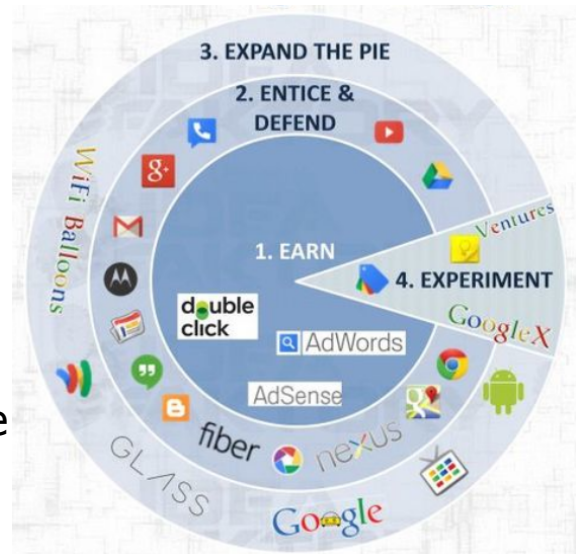 3. EXPAND THE PIE
2. ENTICE &
DEFEND
g+
WiFi Balloons
Ventures
1. EARN
4. EXPERIMENT
double
click
GoogleX
AdWords
AdSense
e
fiber
nexus
GLASS
Google